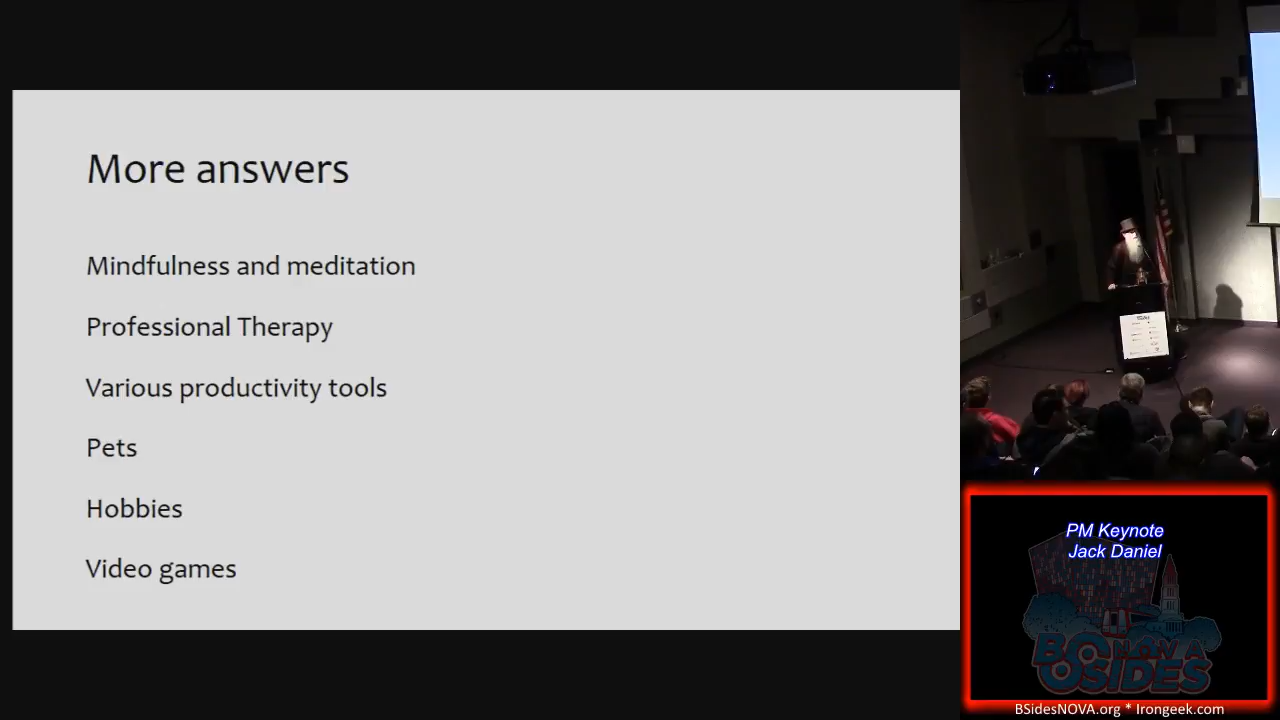 More answers
Mindfulness and meditation
Professional Therapy
Various productivity tools
Pets
Hobbies
Video games
PM Keynote
Jack Daniel
BSIDES
BSidesNOVA.org * Irongeek.com